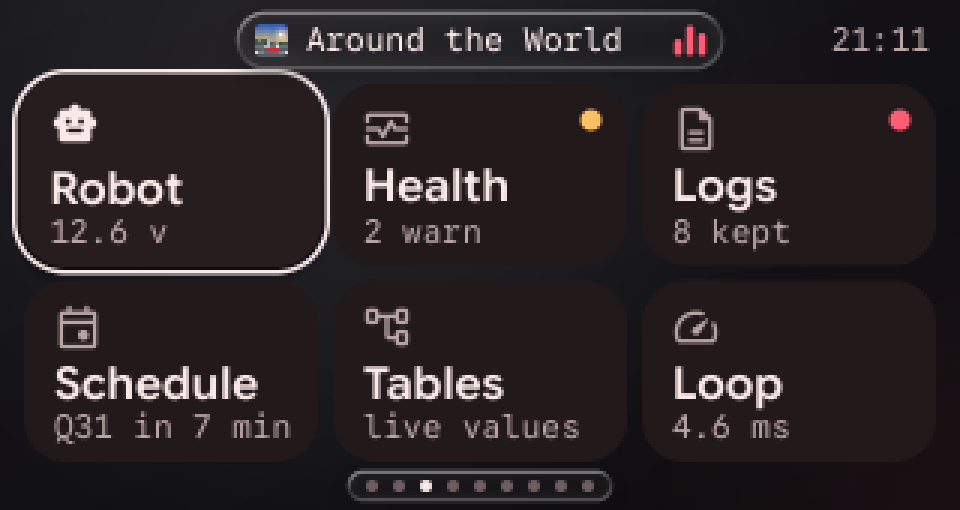 Around the World
21:11
Robot
12.6 v
Health
2 warn
Logs
8 kept
Schedule
Q31 in 7 min
Tables
live values
Loop
4.6 ms